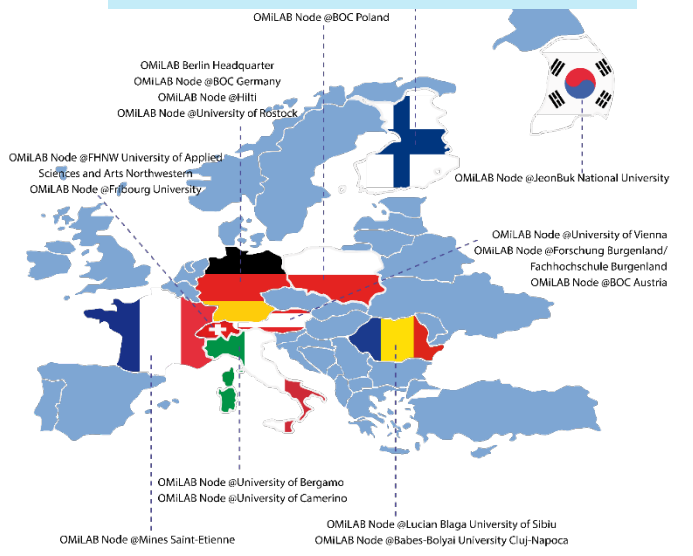 OMiLAB Node @BOC Poland
OMiLAB Berlin Headquarter
OMiLAB Node @BOC Germany
OMiLAB Node @Hilti
OMiLAB Node @University of Rostock
OMiLAB Node @FHNW University of Applied
Sciences and Arts Northwestern
OMiLAB Node @Fribourg University
OMiLAB Node @JeonBuk National University
OMiLAB Node @University of Vienna
OMiLAB Node @Forschung Burgenland/
Fachhochschule Burgenland
OMiLAB Node @BOC Austria
OMiLAB Node @University of Bergamo
OMiLAB Node @University of Camerino
OMiLAB Node @Mines Saint-Etienne
OMiLAB Node @Lucian Blaga University of Sibiu
OMiLAB Node @Babes-Bolyai University Cluj-Napoca